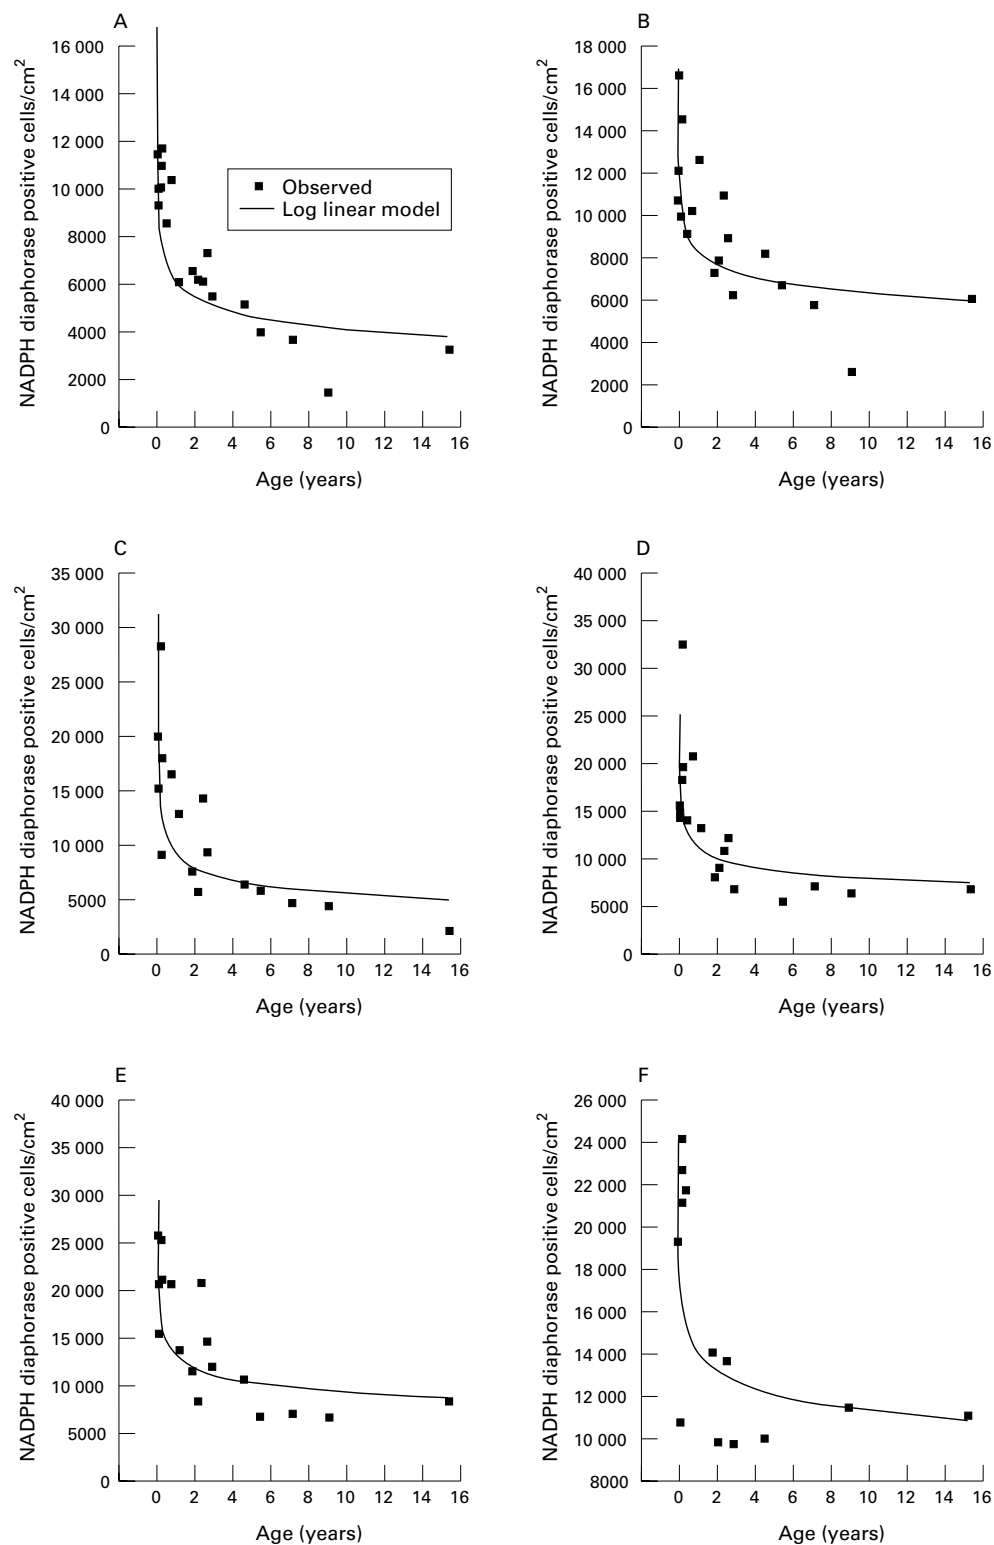 A
NADPH diaphorase positive cells/cm²
16 000
14 000
12 000
10 000
8000
6000
4000
2000
0
Observed
Log linear model
0 2 4 6 8 10 12 14 16
Age (years)
B
NADPH diaphorase positive cells/cm²
18 000
16 000
14 000
12 000
10 000
8000
6000
4000
2000
0
0 2 4 6 8 10 12 14 16
Age (years)
C
NADPH diaphorase positive cells/cm²
35 000
30 000
25 000
20 000
15 000
10 000
5000
0
0 2 4 6 8 10 12 14 16
Age (years)
D
NADPH diaphorase positive cells/cm²
40 000
35 000
30 000
25 000
20 000
15 000
10 000
5000
0
0 2 4 6 8 10 12 14 16
Age (years)
E
NADPH diaphorase positive cells/cm²
40 000
35 000
30 000
25 000
20 000
15 000
10 000
5000
0
0 2 4 6 8 10 12 14 16
Age (years)
F
NADPH diaphorase positive cells/cm²
26 000
24 000
22 000
20 000
18 000
16 000
14 000
12 000
10 000
8000
0 2 4 6 8 10 12 14 16
Age (years)